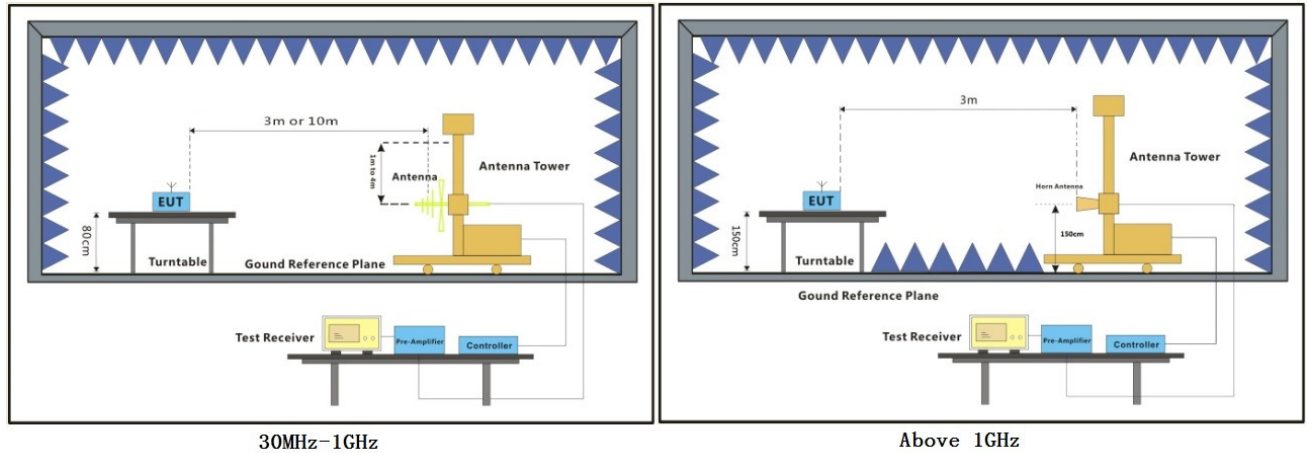 3m or 10m
1m to 4m
Antenna
Antenna Tower
EUT
80cm
Turntable
Gound Reference Plane
Test Receiver
Pre-Amplifier
Controller
30MHz-1GHz
3m
Antenna Tower
Horn Antenna
EUT
150cm
150cm
Turntable
Gound Reference Plane
Test Receiver
Pre-Amplifier
Controller
Above 1GHz